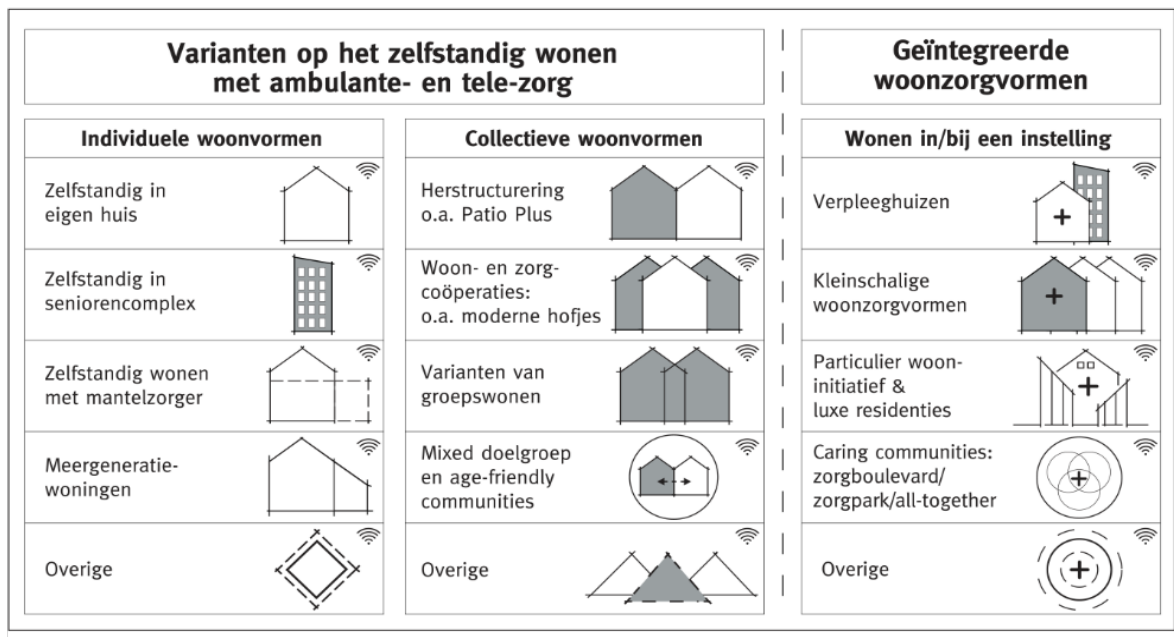 Varianten op het zelfstandig wonen
met ambulante- en tele-zorg
Geïntegreerde
woonzorgvormen
Individuele woonvormen
Zelfstandig in
eigen huis
Zelfstandig in
seniorencomplex
Zelfstandig wonen
met mantelzorger
Meergeneratie-
woningen
Overige
Collectieve woonvormen
Herstructurering
o.a. Patio Plus
Woon- en zorg-
coöperaties:
o.a. moderne hofjes
Varianten van
groepswonen
Mixed doelgroep
en age-friendly
communities
Overige
Wonen in/bij een instelling
Verpleeghuizen
Kleinschalige
woonzorgvormen
Particulier woon-
initiatief &
luxe residenties
Caring communities:
zorgboulevard/
zorgpark/all-together
Overige